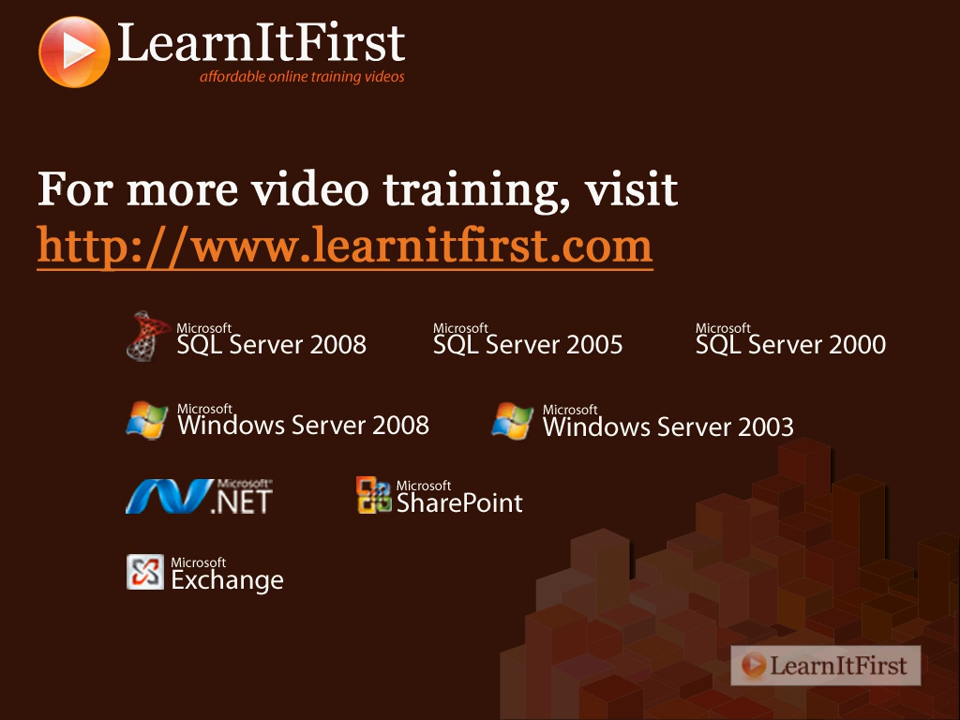 LearnItFirst
affordable online training videos
For more video training, visit
http://www.learnitfirst.com
Microsoft
SQL Server 2008
Microsoft
SQL Server 2005
Microsoft
SQL Server 2000
Microsoft
Windows Server 2008
Microsoft
Windows Server 2003
Microsoft
.NET
Microsoft
SharePoint
Microsoft
Exchange
LearnItFirst